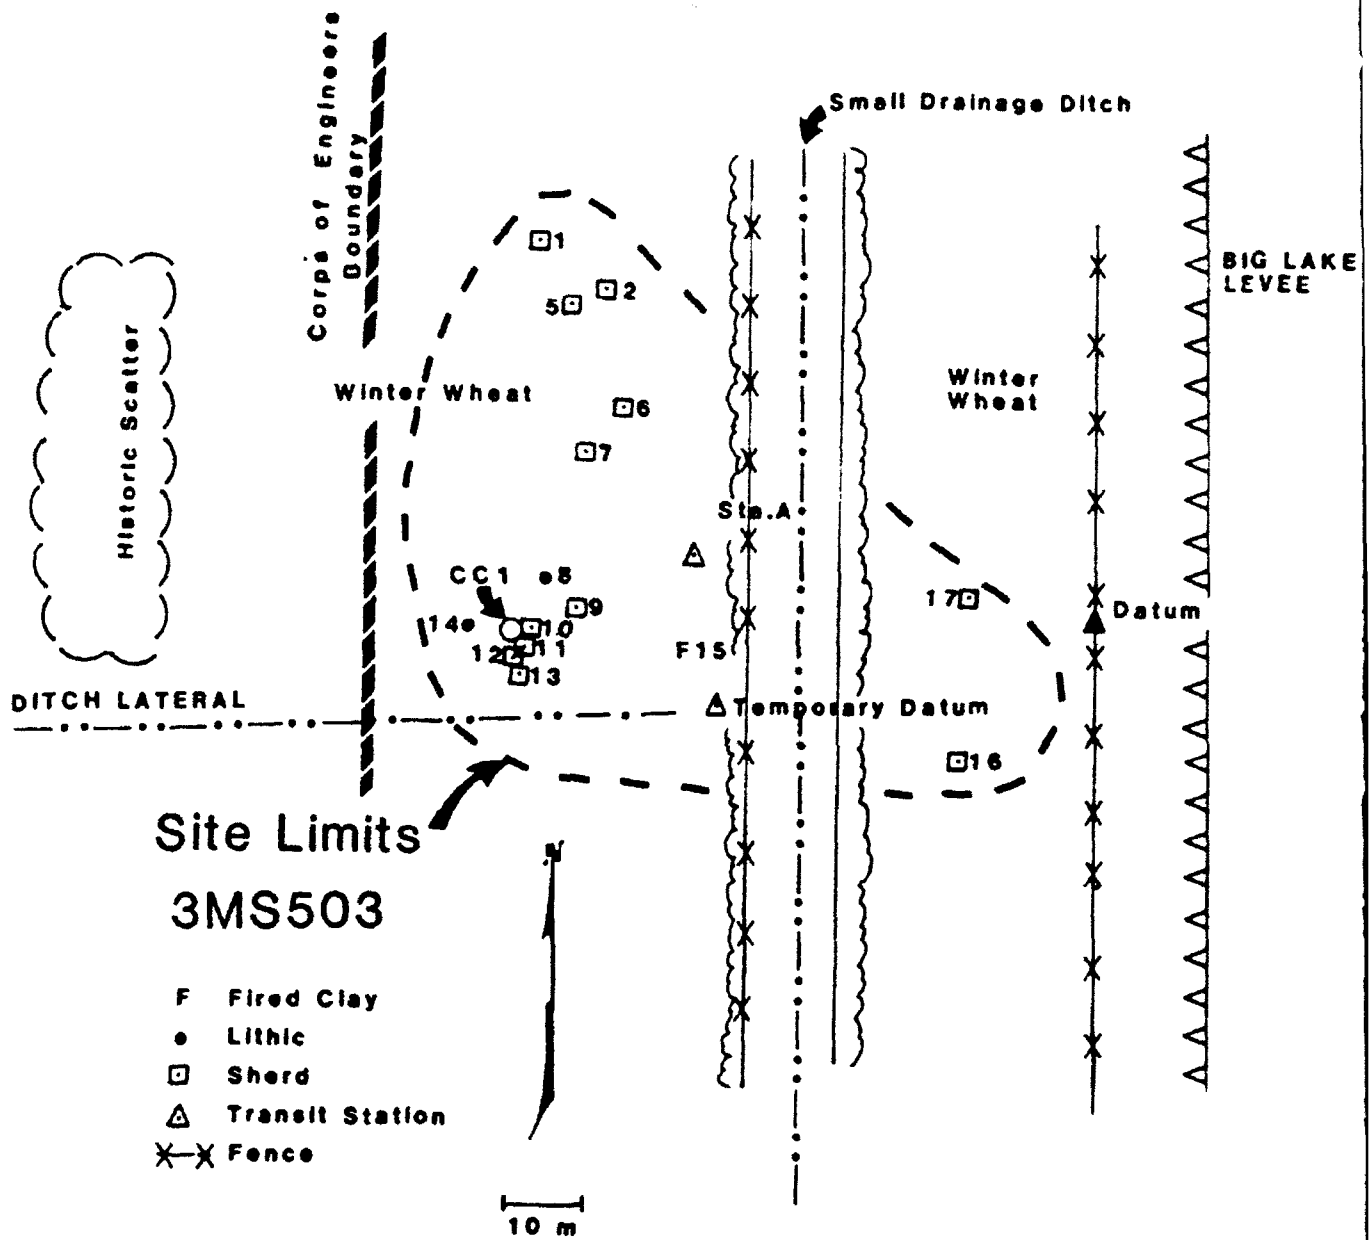 Small Drainage Ditch
Corps of Engineers
Boundary
1
2
5
BIG LAKE
LEVEE
Historic Scatter
Winter Wheat
Winter
Wheat
6
7
Sta.A
CC1
8
9
17
Datum
14
10
11
12
13
F15
DITCH LATERAL
Temporary Datum
16
Site Limits
3MS503
N
F Fired Clay
Lithic
Sherd
Transit Station
Fence
10 m